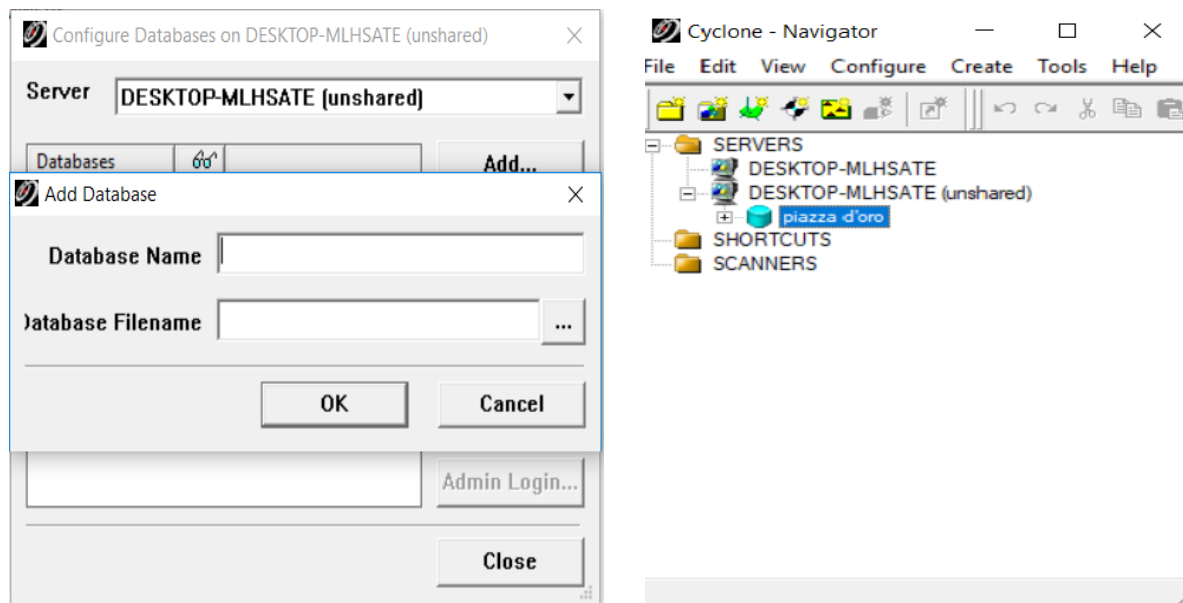 Configure Databases on DESKTOP-MLHSATE (unshared)
Server DESKTOP-MLHSATE (unshared)
Databases Add...
Add Database
Database Name
Database Filename ...
OK Cancel
Admin Login...
Close
Cyclone - Navigator
File Edit View Configure Create Tools Help
SERVERS
DESKTOP-MLHSATE
DESKTOP-MLHSATE (unshared)
piazza d'oro
SHORTCUTS
SCANNERS